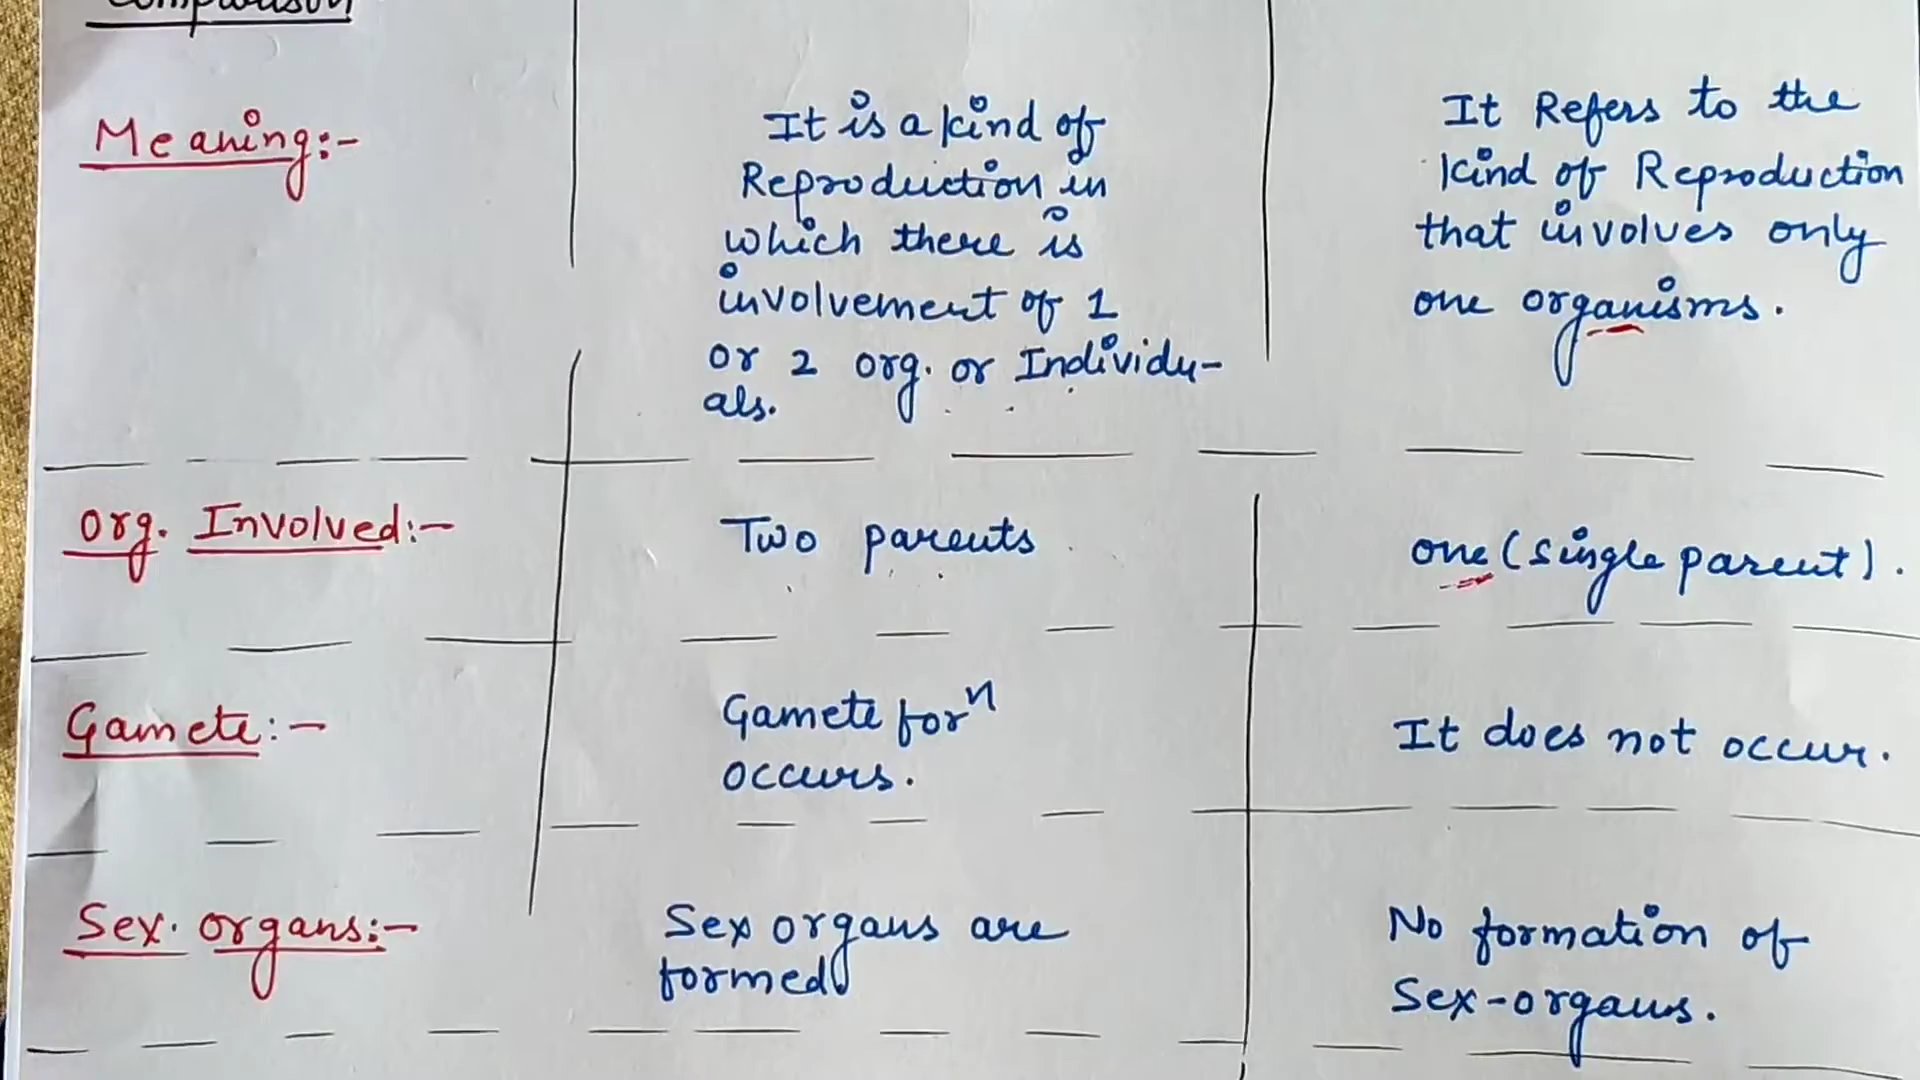 Comparison
Meaning:-
It is a kind of
Reproduction in
which there is
involvement of 1
or 2 org. or Individu-
als.
It Refers to the
kind of Reproduction
that involves only
one organisms.
Org. Involved:-
Two parents
one (single parent).
Gamete:-
Gamete forⁿ
occurs.
It does not occur.
Sex. organs:-
Sex organs are
formed.
No formation of
Sex-organs.